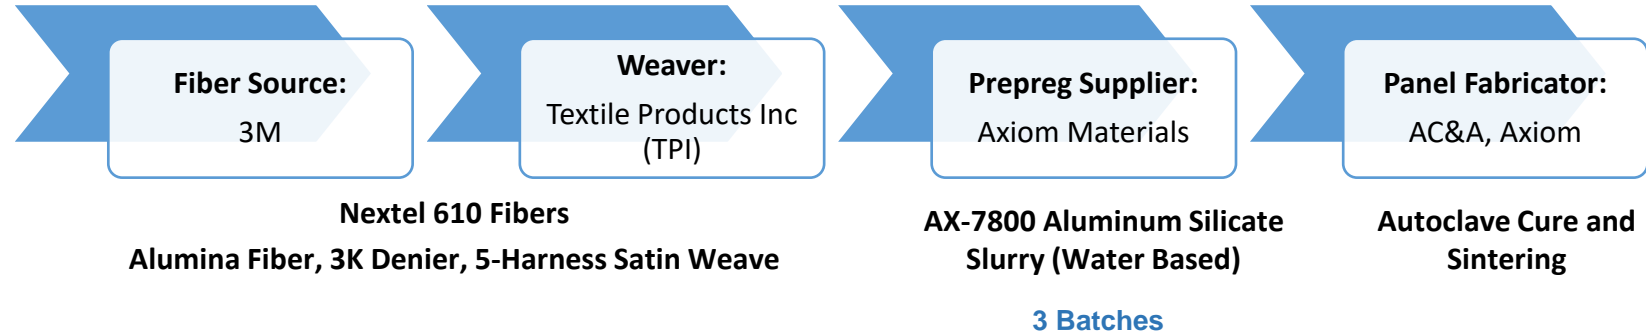 Fiber Source:
3M
Weaver:
Textile Products Inc
(TPI)
Prepreg Supplier:
Axiom Materials
Panel Fabricator:
AC&A, Axiom
Nextel 610 Fibers
Alumina Fiber, 3K Denier, 5-Harness Satin Weave
AX-7800 Aluminum Silicate
Slurry (Water Based)
3 Batches
Autoclave Cure and
Sintering